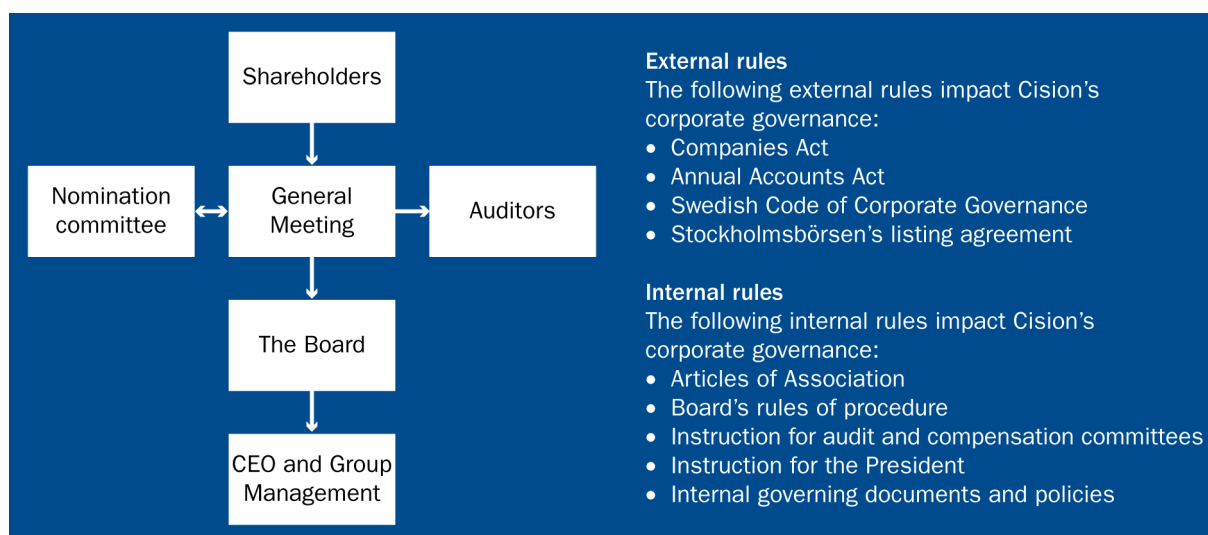 Shareholders
Nomination
committee
General
Meeting
Auditors
The Board
CEO and Group
Management
External rules
The following external rules impact Cision’s
corporate governance:
• Companies Act
• Annual Accounts Act
• Swedish Code of Corporate Governance
• Stockholmsbörsen’s listing agreement
Internal rules
The following internal rules impact Cision’s
corporate governance:
• Articles of Association
• Board’s rules of procedure
• Instruction for audit and compensation committees
• Instruction for the President
• Internal governing documents and policies